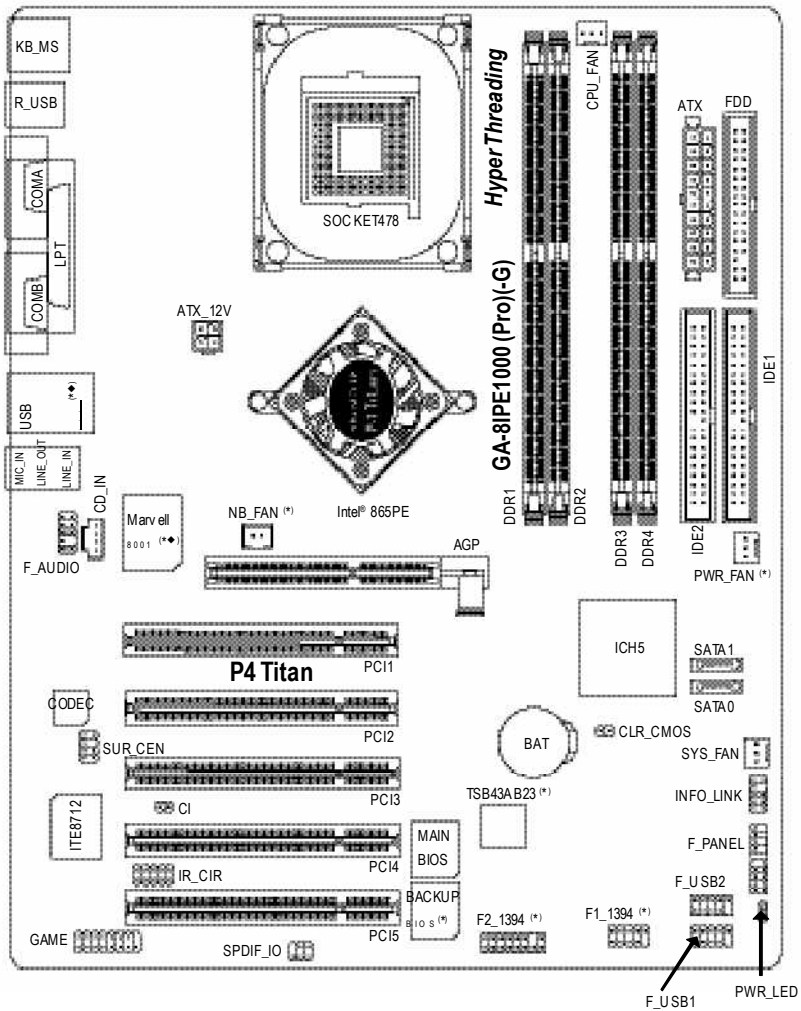 KB_MS
R_USB
COMA
COMB
LPT
USB (*◆)
MIC_IN
LINE_OUT
LINE_IN
CD_IN
F_AUDIO
SOCKET478
Hyper Threading
GA-8IPE1000 (Pro)(-G)
CPU_FAN
ATX
FDD
ATX_12V
Intel® 865PE
DDR1
DDR2
DDR3
DDR4
IDE2
IDE1
Marvell
8001 (*◆)
NB_FAN (*)
AGP
PWR_FAN (*)
PCI1
P4 Titan
ICH5
SATA1
SATA0
CODEC
PCI2
SUR_CEN
BAT
CLR_CMOS
SYS_FAN
PCI3
CI
TSB43AB23 (*)
INFO_LINK
ITE8712
MAIN
BIOS
F_PANEL
PCI4
IR_CIR
BACKUP
BIOS (*)
F_USB2
PCI5
GAME
SPDIF_IO
F2_1394 (*)
F1_1394 (*)
F_USB1
PWR_LED